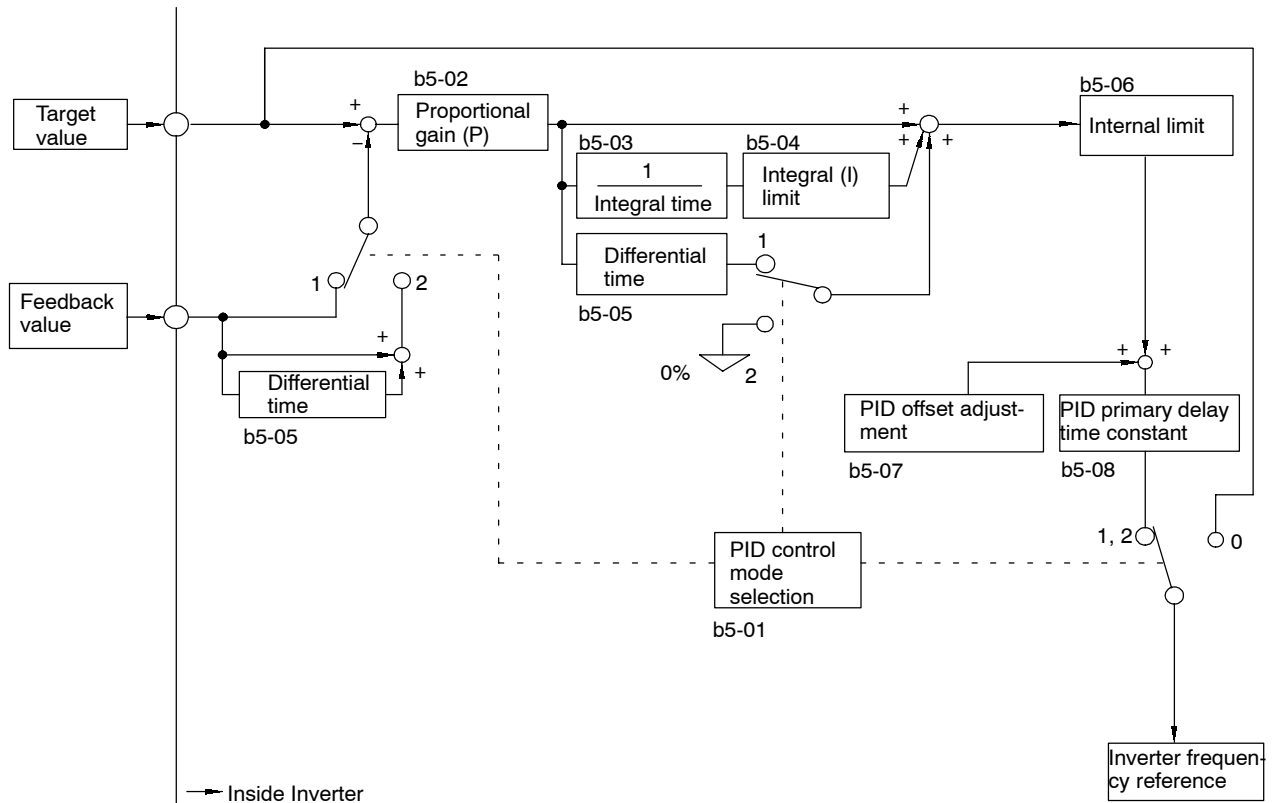 b5-02
b5-06
Target
value
+
−
Proportional
gain (P)
+
+
+
Internal limit
b5-03
b5-04
1
Integral time
Integral (I)
limit
Differential
time
1
b5-05
0%
2
Feedback
value
1
2
+
+
Differential
time
b5-05
+
+
PID offset adjust-
ment
b5-07
PID primary delay
time constant
b5-08
1, 2
0
PID control
mode
selection
b5-01
Inverter frequen-
cy reference
Inside Inverter